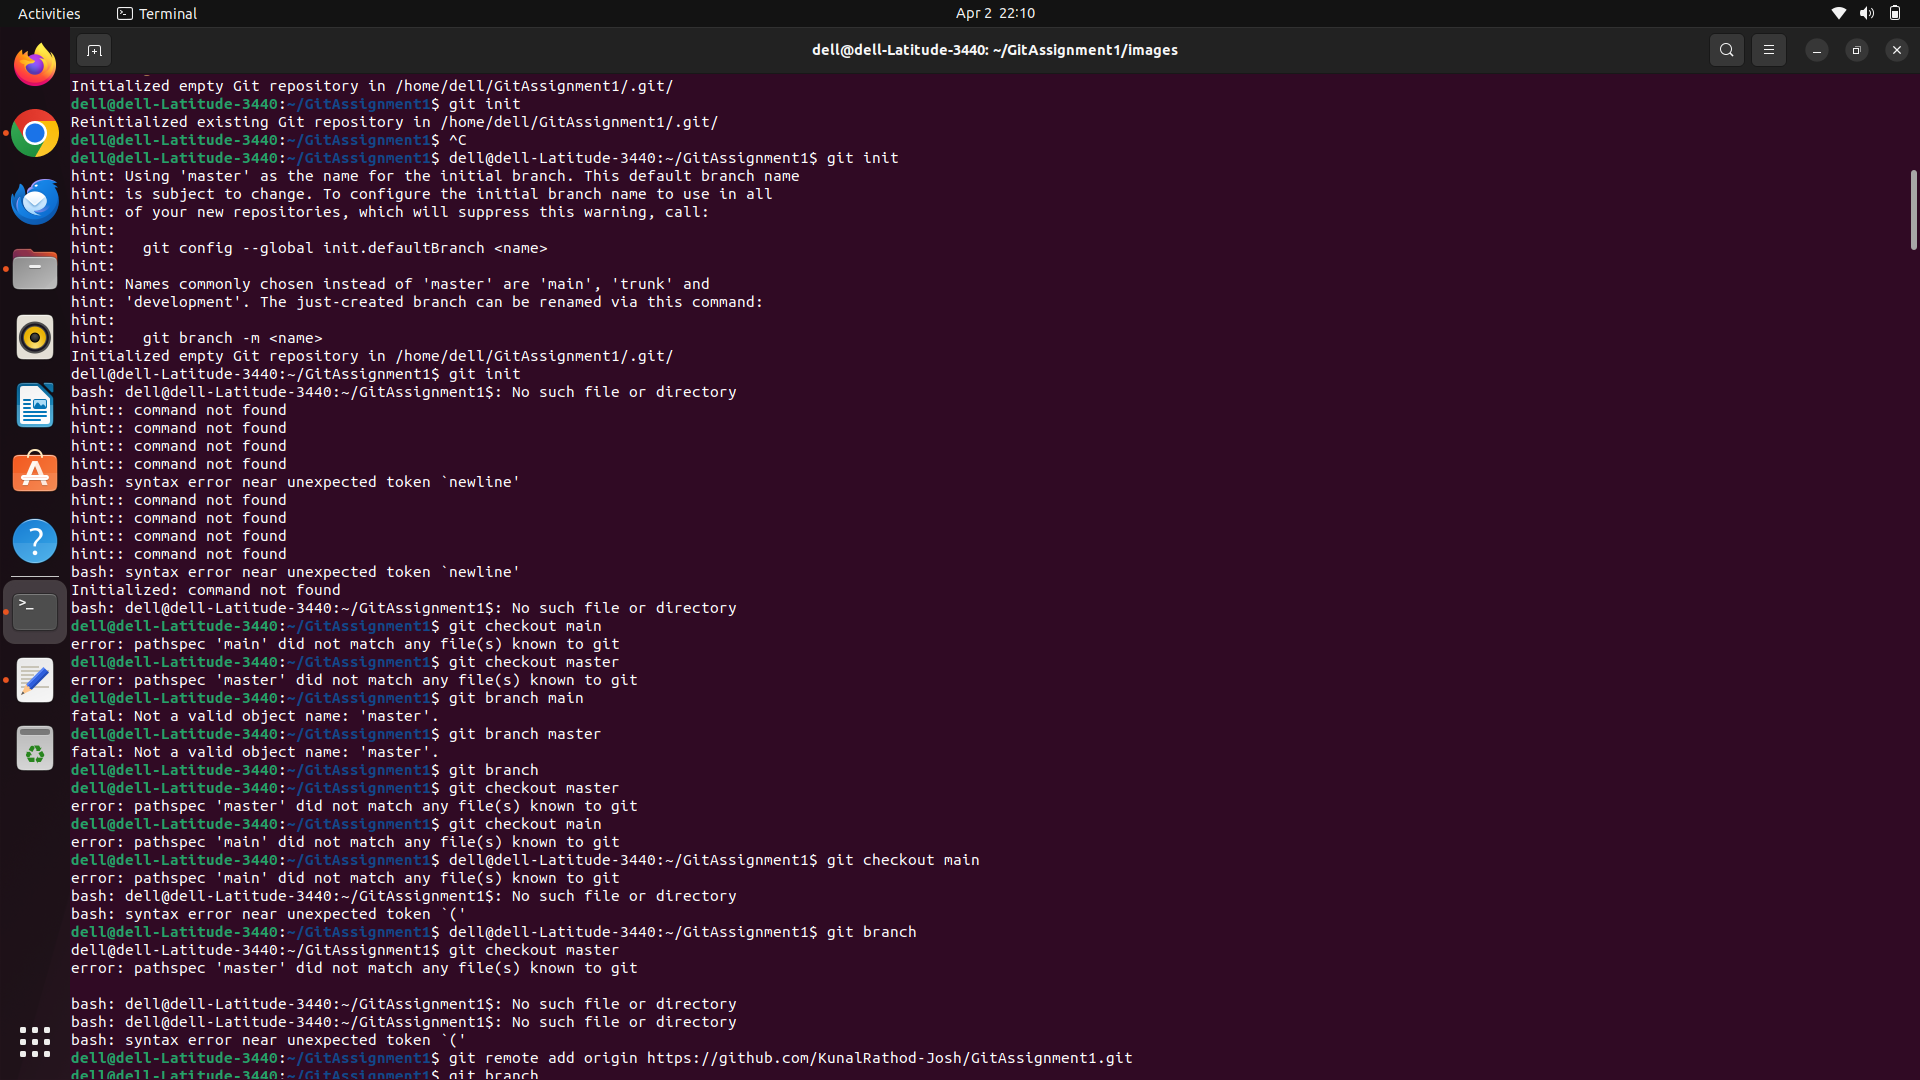 Activities
Terminal
Apr 2 22:10
dell@dell-Latitude-3440: ~/GitAssignment1/images
Initialized empty Git repository in /home/dell/GitAssignment1/.git/
dell@dell-Latitude-3440:~/GitAssignment1$ git init
Reinitialized existing Git repository in /home/dell/GitAssignment1/.git/
dell@dell-Latitude-3440:~/GitAssignment1$ ^C
dell@dell-Latitude-3440:~/GitAssignment1$ dell@dell-Latitude-3440:~/GitAssignment1$ git init
hint: Using 'master' as the name for the initial branch. This default branch name
hint: is subject to change. To configure the initial branch name to use in all
hint: of your new repositories, which will suppress this warning, call:
hint:
hint:   git config --global init.defaultBranch <name>
hint:
hint: Names commonly chosen instead of 'master' are 'main', 'trunk' and
hint: 'development'. The just-created branch can be renamed via this command:
hint:
hint:   git branch -m <name>
Initialized empty Git repository in /home/dell/GitAssignment1/.git/
dell@dell-Latitude-3440:~/GitAssignment1$ git init
bash: dell@dell-Latitude-3440:~/GitAssignment1$: No such file or directory
hint:: command not found
hint:: command not found
hint:: command not found
hint:: command not found
bash: syntax error near unexpected token `newline'
hint:: command not found
hint:: command not found
hint:: command not found
hint:: command not found
bash: syntax error near unexpected token `newline'
Initialized: command not found
bash: dell@dell-Latitude-3440:~/GitAssignment1$: No such file or directory
dell@dell-Latitude-3440:~/GitAssignment1$ git checkout main
error: pathspec 'main' did not match any file(s) known to git
dell@dell-Latitude-3440:~/GitAssignment1$ git checkout master
error: pathspec 'master' did not match any file(s) known to git
dell@dell-Latitude-3440:~/GitAssignment1$ git branch main
fatal: Not a valid object name: 'master'.
dell@dell-Latitude-3440:~/GitAssignment1$ git branch master
fatal: Not a valid object name: 'master'.
dell@dell-Latitude-3440:~/GitAssignment1$ git branch
dell@dell-Latitude-3440:~/GitAssignment1$ git checkout master
error: pathspec 'master' did not match any file(s) known to git
dell@dell-Latitude-3440:~/GitAssignment1$ git checkout main
error: pathspec 'main' did not match any file(s) known to git
dell@dell-Latitude-3440:~/GitAssignment1$ dell@dell-Latitude-3440:~/GitAssignment1$ git checkout main
error: pathspec 'main' did not match any file(s) known to git
bash: dell@dell-Latitude-3440:~/GitAssignment1$: No such file or directory
bash: syntax error near unexpected token `('
dell@dell-Latitude-3440:~/GitAssignment1$ dell@dell-Latitude-3440:~/GitAssignment1$ git branch
dell@dell-Latitude-3440:~/GitAssignment1$ git checkout master
error: pathspec 'master' did not match any file(s) known to git
bash: dell@dell-Latitude-3440:~/GitAssignment1$: No such file or directory
bash: dell@dell-Latitude-3440:~/GitAssignment1$: No such file or directory
bash: syntax error near unexpected token `('
dell@dell-Latitude-3440:~/GitAssignment1$ git remote add origin https://github.com/KunalRathod-Josh/GitAssignment1.git
dell@dell-Latitude-3440:~/GitAssignment1$ git branch